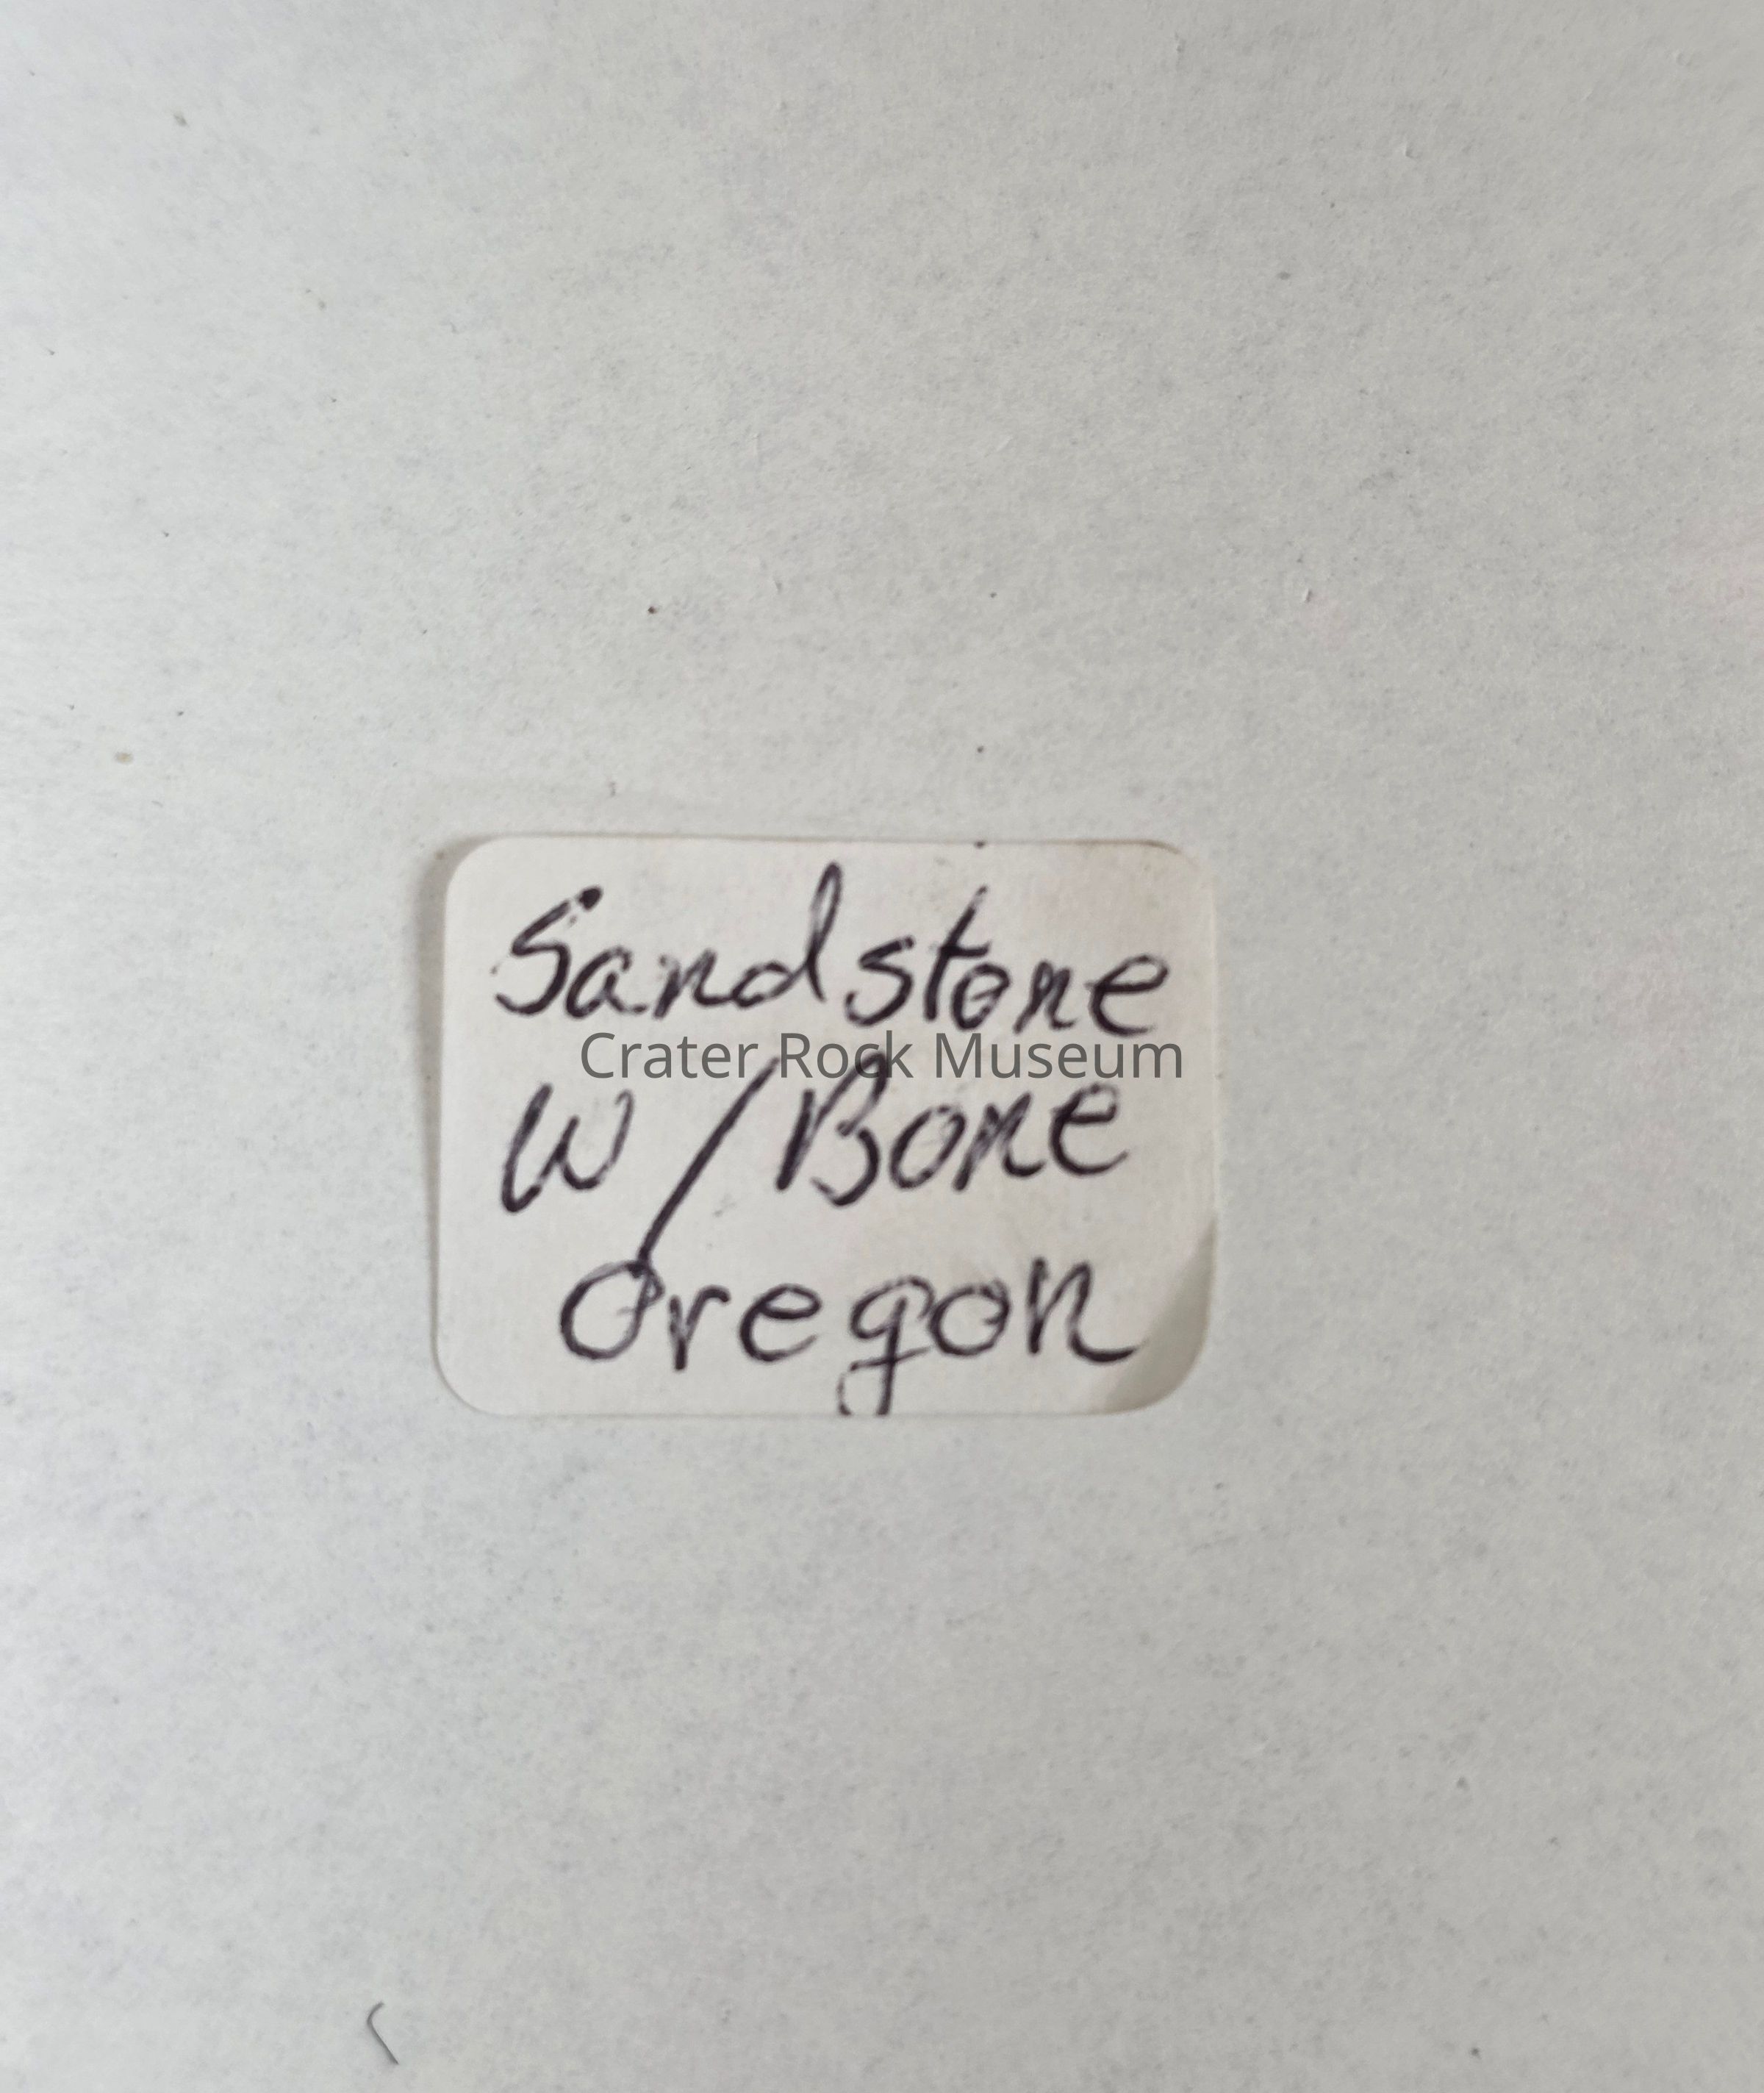 Sandstone
Crater Rock Museum
W/Bone
Oregon